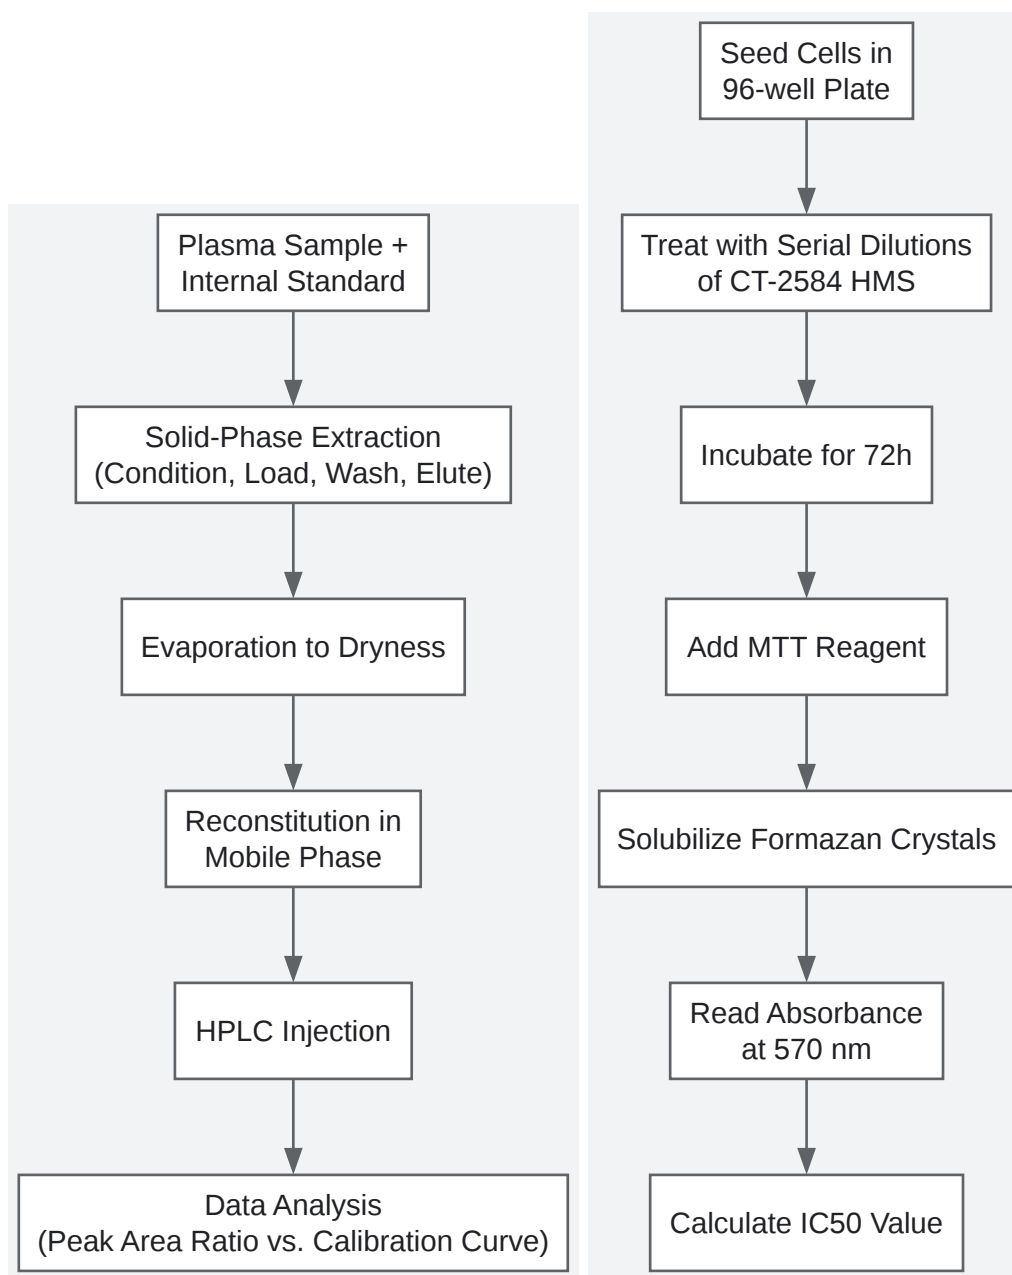 Plasma Sample +
Internal Standard
Solid-Phase Extraction
(Condition, Load, Wash, Elute)
Evaporation to Dryness
Reconstitution in
Mobile Phase
HPLC Injection
Data Analysis
(Peak Area Ratio vs. Calibration Curve)
Seed Cells in
96-well Plate
Treat with Serial Dilutions
of CT-2584 HMS
Incubate for 72h
Add MTT Reagent
Solubilize Formazan Crystals
Read Absorbance
at 570 nm
Calculate IC50 Value